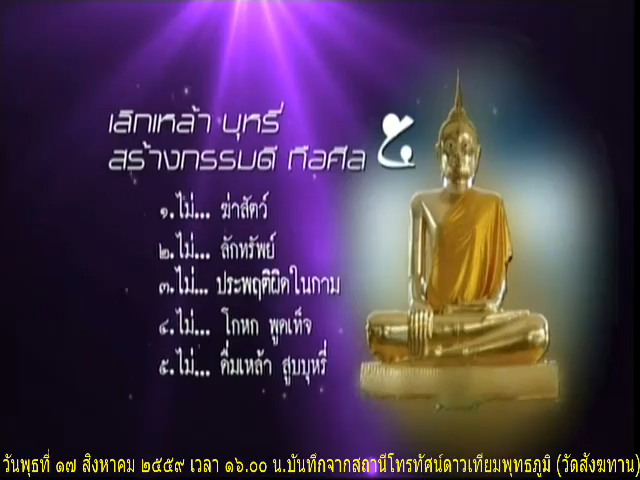 เลิกเหล้า บุหรี่
สร้างกรรมดี ถือศีล ๕
๑.ไม่... ฆ่าสัตว์
๒.ไม่... ลักทรัพย์
๓.ไม่... ประพฤติผิดในกาม
๔.ไม่... โกหก พูดเท็จ
๕.ไม่... ดื่มเหล้า สูบบุหรี่
วันพุธที่ ๑๗ สิงหาคม ๒๕๕๙ เวลา ๑๖.๐๐ น.บันทึกจากสถานีโทรทัศน์ดาวเทียมพุทธภูมิ (วัดสังฆทาน)